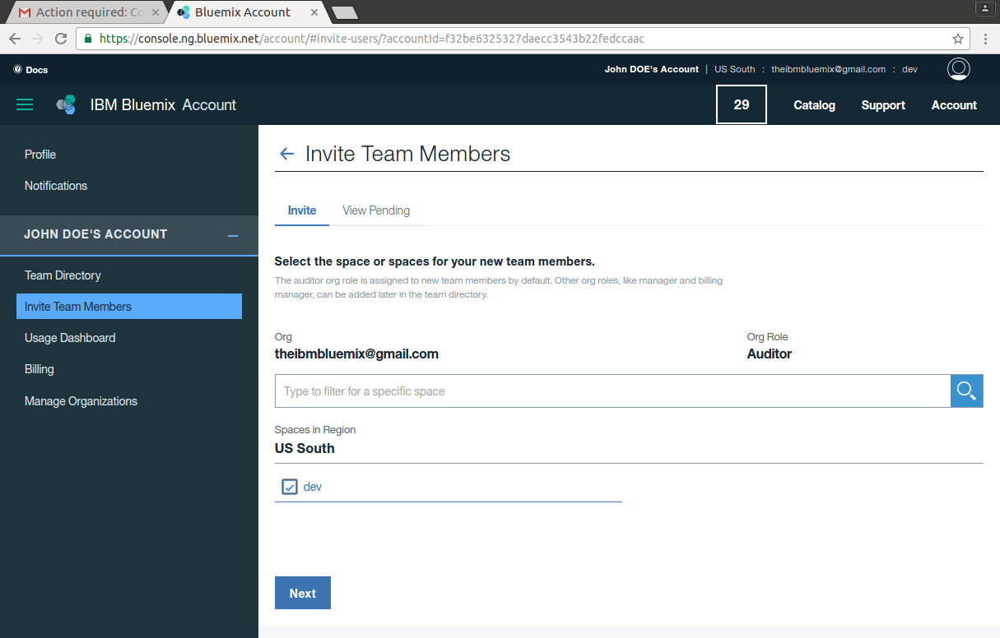 Action required: Co
Bluemix Account
https://console.ng.bluemix.net/account/#invite-users/?accountId=f32be6325327daecc3543b22fedccaac
Docs
John DOE's Account | US South : theibmbluemix@gmail.com : dev
IBM Bluemix Account
29
Catalog
Support
Account
Profile
Notifications
JOHN DOE'S ACCOUNT
Team Directory
Invite Team Members
Usage Dashboard
Billing
Manage Organizations
Invite Team Members
Invite
View Pending
Select the space or spaces for your new team members.
The auditor org role is assigned to new team members by default. Other org roles, like manager and billing
manager, can be added later in the team directory.
Org
theibmbluemix@gmail.com
Org Role
Auditor
Type to filter for a specific space
Spaces in Region
US South
dev
Next